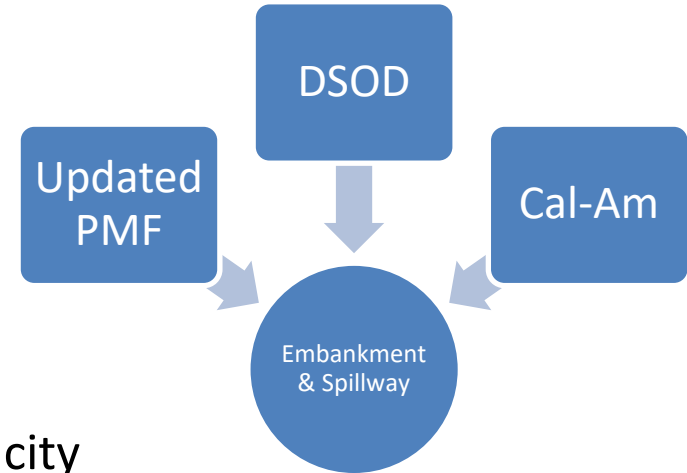 DSOD
Updated
PMF
Cal-Am
Embankment
& Spillway
city